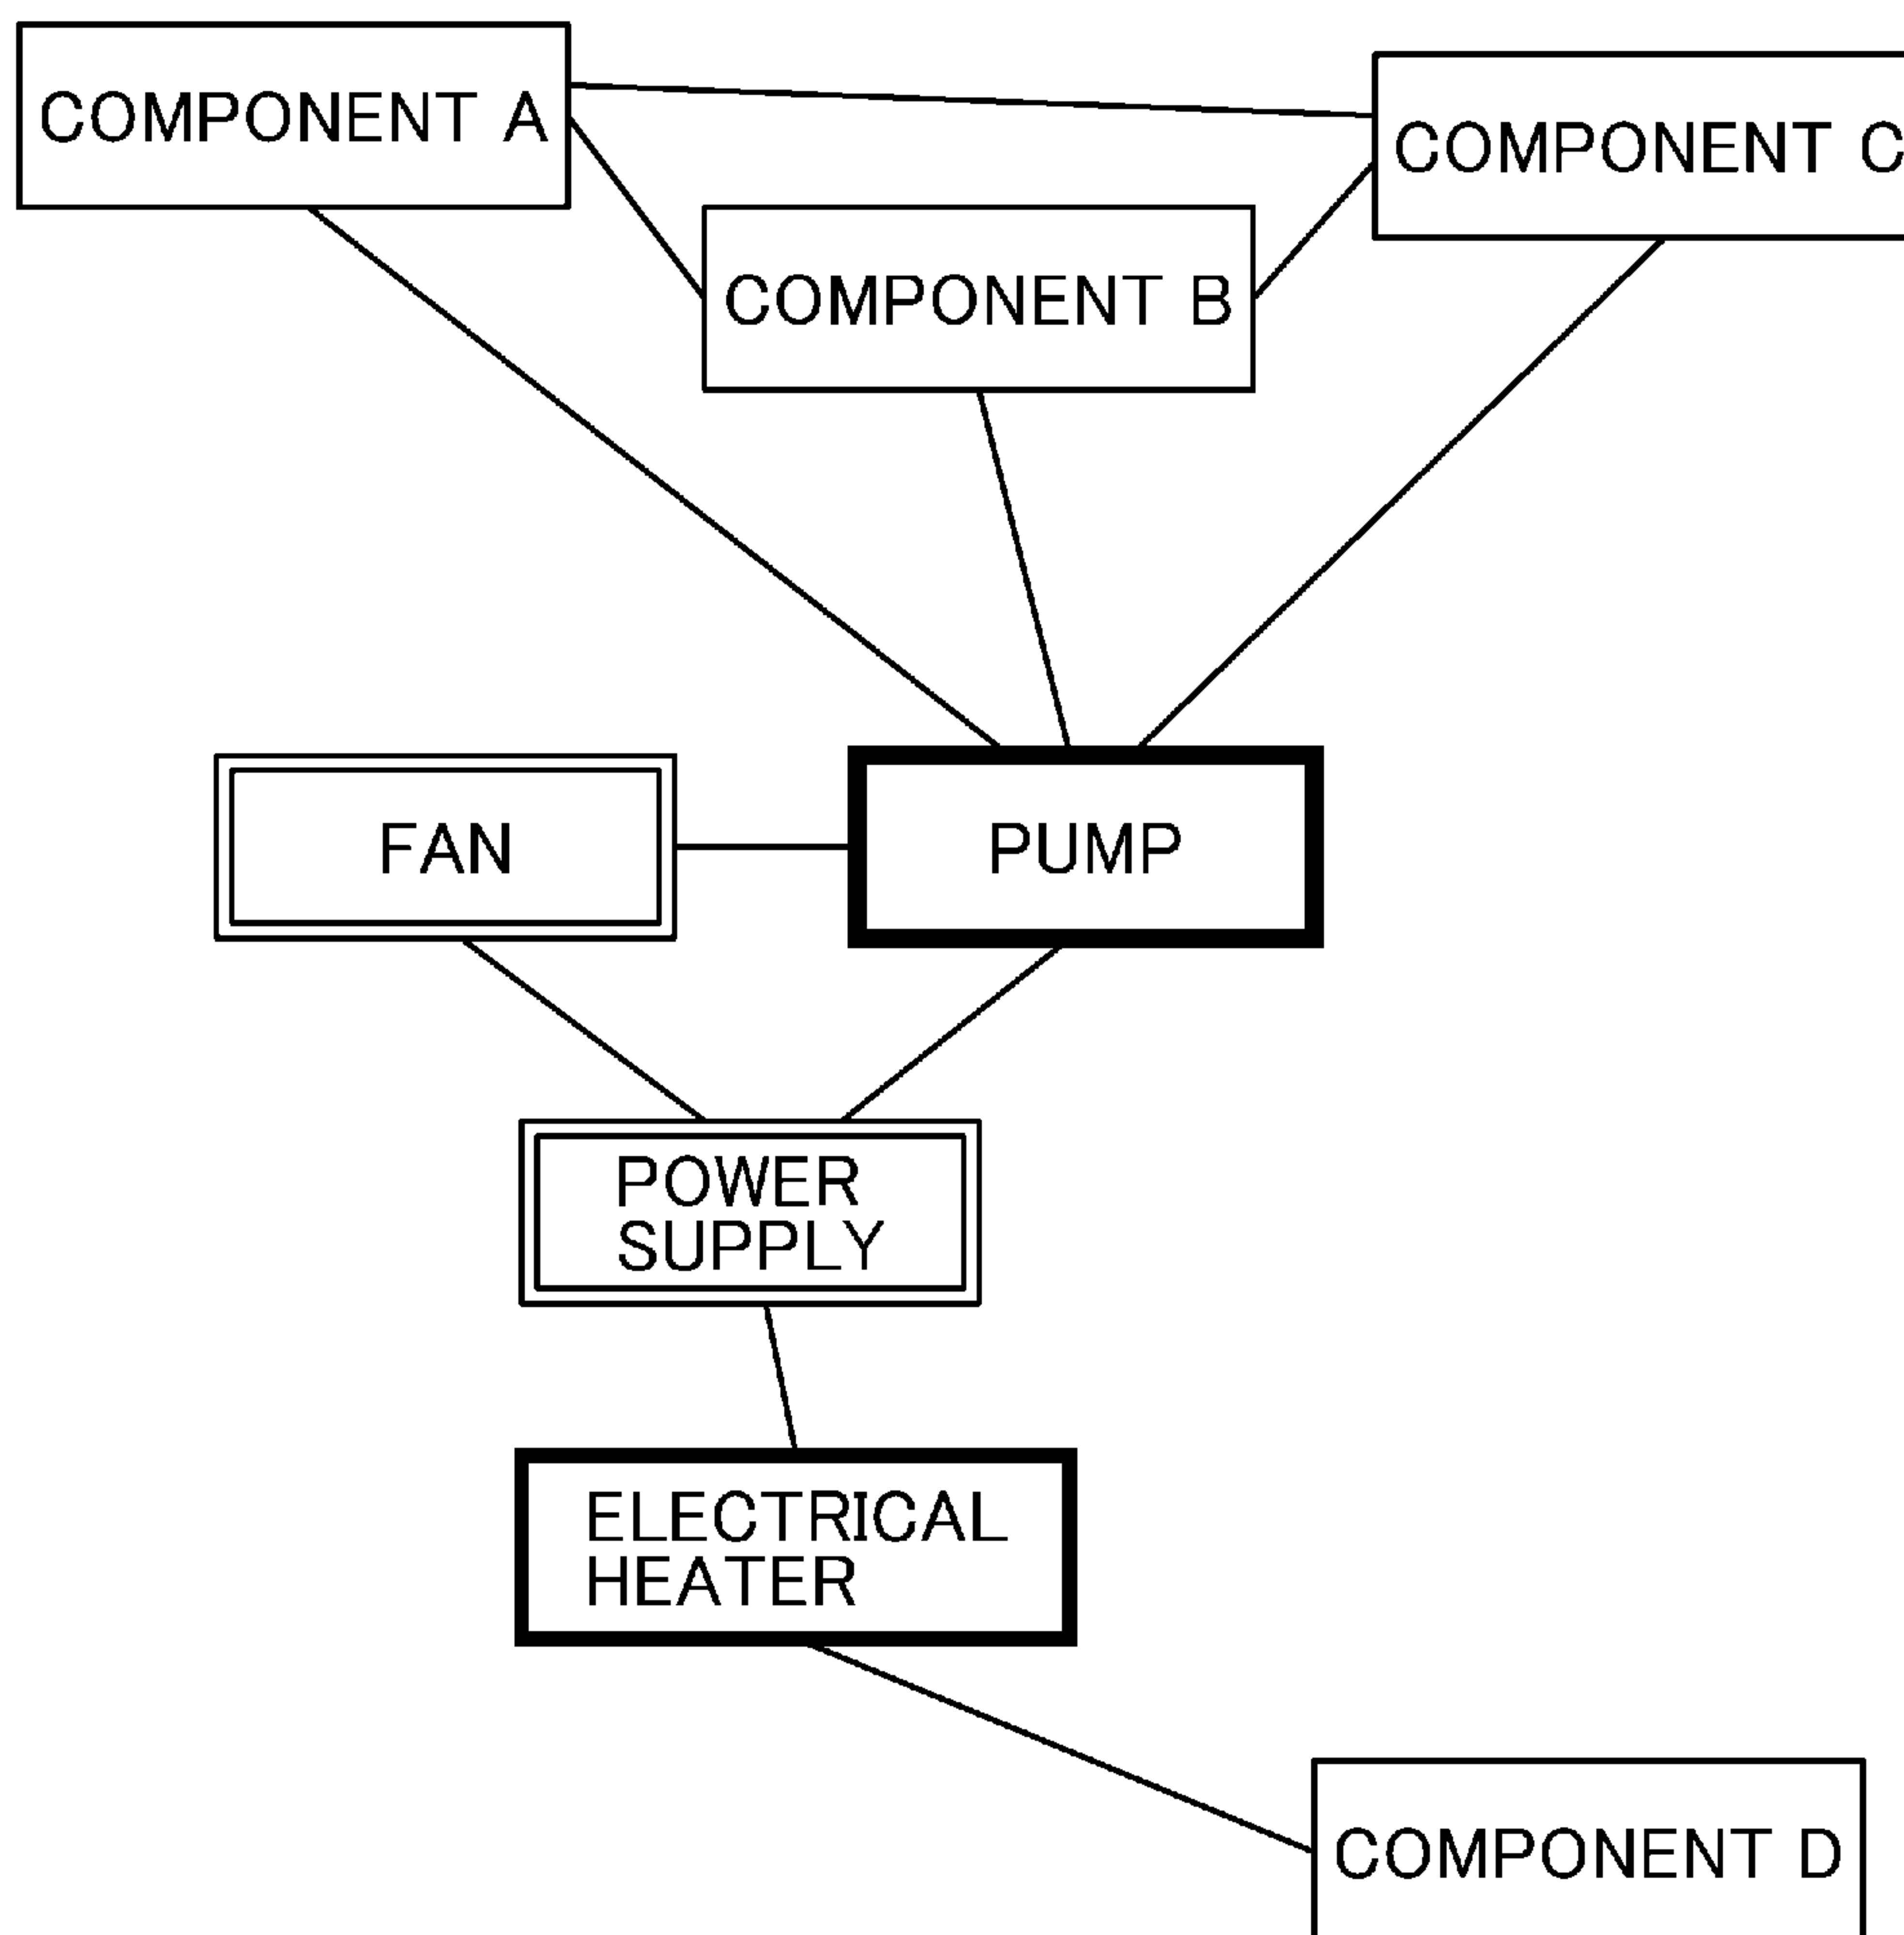 COMPONENT A
COMPONENT C
COMPONENT B
FAN
PUMP
POWER
SUPPLY
ELECTRICAL
HEATER
COMPONENT D